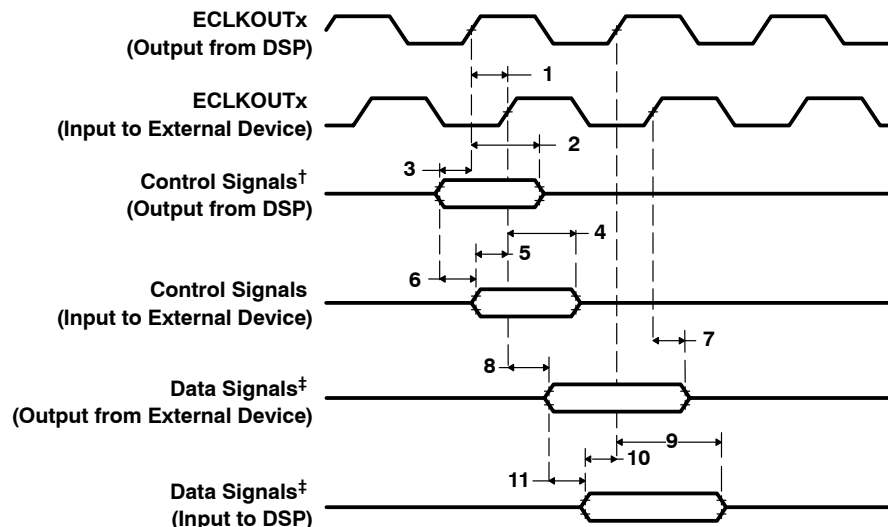 ECLKOUTx
(Output from DSP)
1
ECLKOUTx
(Input to External Device)
2
3
Control Signals†
(Output from DSP)
4
5
6
Control Signals
(Input to External Device)
7
8
Data Signals‡
(Output from External Device)
9
10
11
Data Signals‡
(Input to DSP)